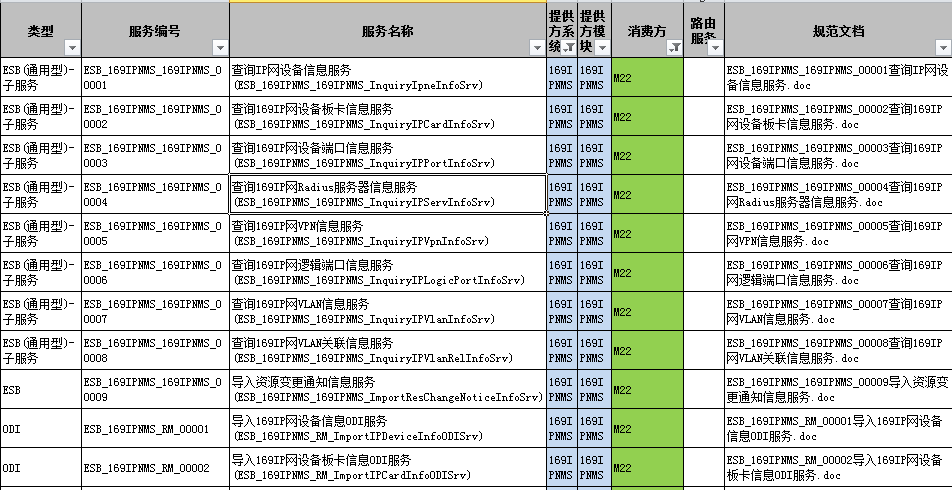 类型 服务编号 服务名称 提供方系统 提供方模块 消费方 路由服务 规范文档
ESB(通用型)-子服务 ESB_169IPNMS_169IPNMS_00001 查询IP网设备信息服务(ESB_169IPNMS_169IPNMS_InquiryIpneInfoSrv) 169IPNMS 169IPNMS M22 ESB_169IPNMS_169IPNMS_00001查询IP网设备信息服务.doc
ESB(通用型)-子服务 ESB_169IPNMS_169IPNMS_00002 查询169IP网设备板卡信息服务(ESB_169IPNMS_169IPNMS_InquiryIPCardInfoSrv) 169IPNMS 169IPNMS M22 ESB_169IPNMS_169IPNMS_00002查询169IP网设备板卡信息服务.doc
ESB(通用型)-子服务 ESB_169IPNMS_169IPNMS_00003 查询169IP网设备端口信息服务(ESB_169IPNMS_169IPNMS_InquiryIPPortInfoSrv) 169IPNMS 169IPNMS M22 ESB_169IPNMS_169IPNMS_00003查询169IP网设备端口信息服务.doc
ESB(通用型)-子服务 ESB_169IPNMS_169IPNMS_00004 查询169IP网Radius服务器信息服务(ESB_169IPNMS_169IPNMS_InquiryIPServInfoSrv) 169IPNMS 169IPNMS M22 ESB_169IPNMS_169IPNMS_00004查询169IP网Radius服务器信息服务.doc
ESB(通用型)-子服务 ESB_169IPNMS_169IPNMS_00005 查询169IP网VPN信息服务(ESB_169IPNMS_169IPNMS_InquiryIPVpnInfoSrv) 169IPNMS 169IPNMS M22 ESB_169IPNMS_169IPNMS_00005查询169IP网VPN信息服务.doc
ESB(通用型)-子服务 ESB_169IPNMS_169IPNMS_00006 查询169IP网逻辑端口信息服务(ESB_169IPNMS_169IPNMS_InquiryIPLogicPortInfoSrv) 169IPNMS 169IPNMS M22 ESB_169IPNMS_169IPNMS_00006查询169IP网逻辑端口信息服务.doc
ESB(通用型)-子服务 ESB_169IPNMS_169IPNMS_00007 查询169IP网VLAN信息服务(ESB_169IPNMS_169IPNMS_InquiryIPVlanInfoSrv) 169IPNMS 169IPNMS M22 ESB_169IPNMS_169IPNMS_00007查询169IP网VLAN信息服务.doc
ESB(通用型)-子服务 ESB_169IPNMS_169IPNMS_00008 查询169IP网VLAN关联信息服务(ESB_169IPNMS_169IPNMS_InquiryIPVlanRelInfoSrv) 169IPNMS 169IPNMS M22 ESB_169IPNMS_169IPNMS_00008查询169IP网VLAN关联信息服务.doc
ESB ESB_169IPNMS_169IPNMS_00009 导入资源变更通知信息服务(ESB_169IPNMS_169IPNMS_ImportResChangeNoticeInfoSrv) 169IPNMS 169IPNMS M22 ESB_169IPNMS_169IPNMS_00009导入资源变更通知信息服务.doc
ODI ESB_169IPNMS_RM_00001 导入169IP网设备信息ODI服务(ESB_169IPNMS_RM_ImportIPDeviceInfoODISrv) 169IPNMS 169IPNMS M22 ESB_169IPNMS_RM_00001导入169IP网设备信息ODI服务.doc
ODI ESB_169IPNMS_RM_00002 导入169IP网设备板卡信息ODI服务(ESB_169IPNMS_RM_ImportIPCardInfoODISrv) 169IPNMS 169IPNMS M22 ESB_169IPNMS_RM_00002导入169IP网设备板卡信息ODI服务.doc